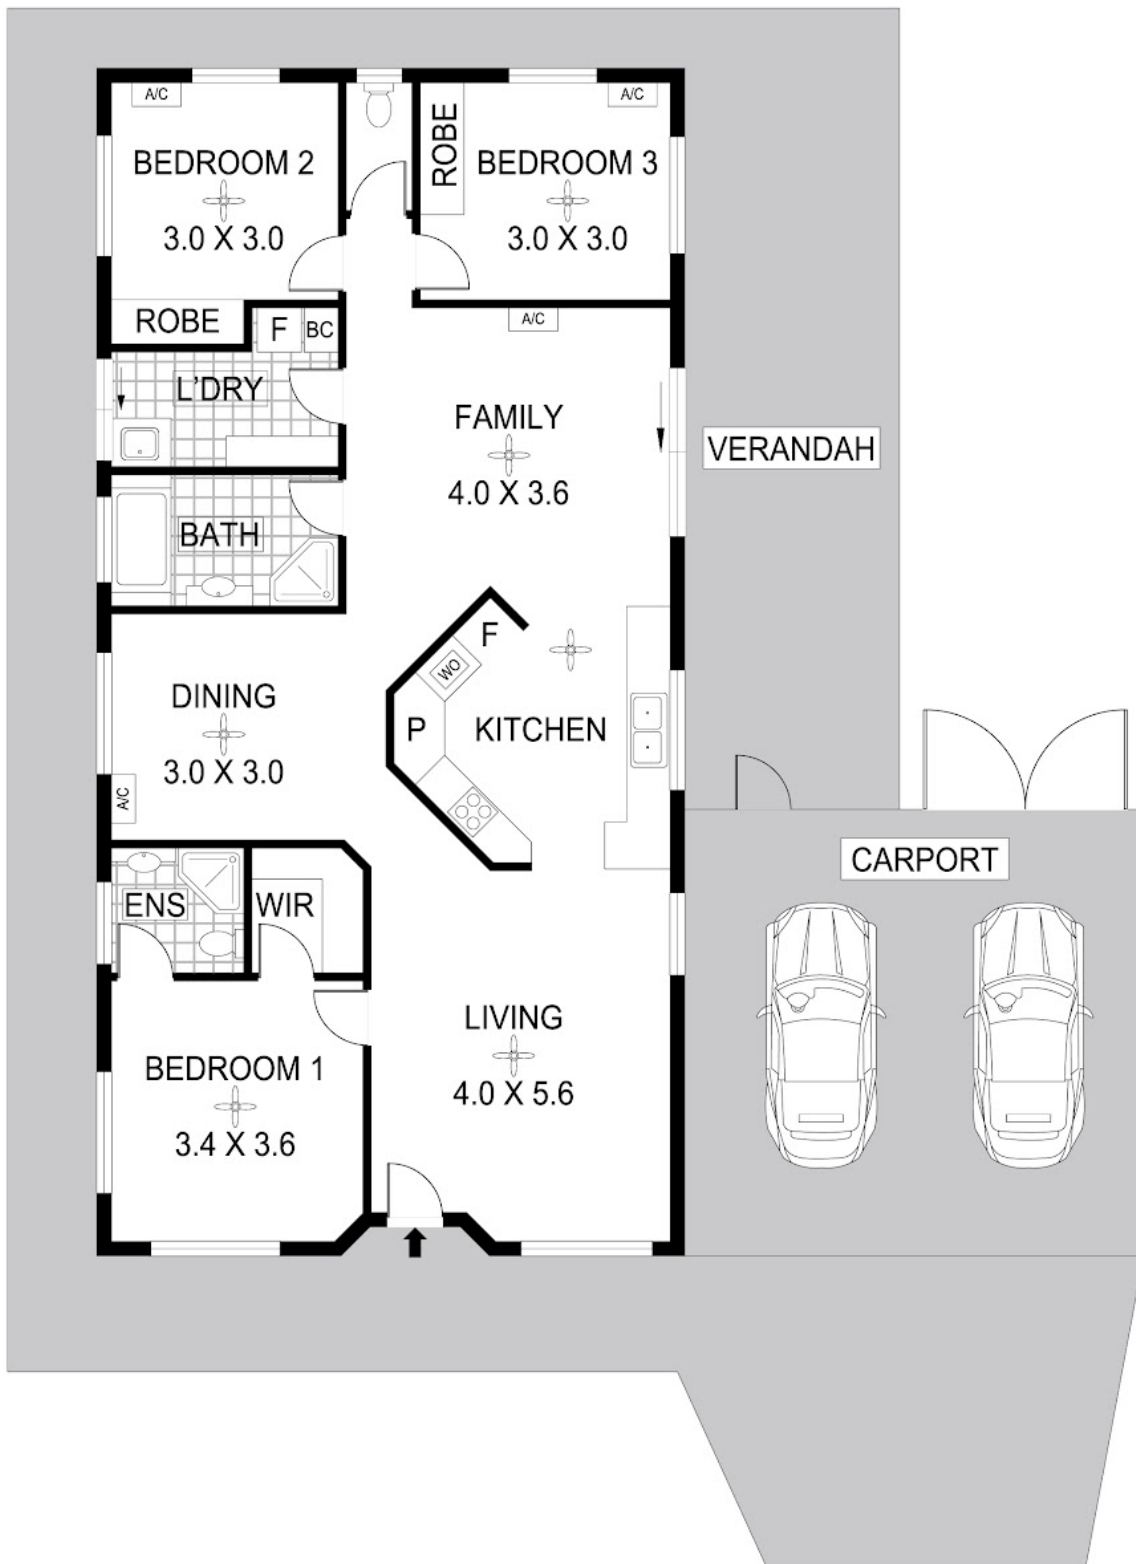 A/C
A/C
BEDROOM 2
3.0 X 3.0
ROBE
BEDROOM 3
3.0 X 3.0
ROBE
F
BC
A/C
L'DRY
FAMILY
4.0 X 3.6
VERANDAH
BATH
F
WO
P
KITCHEN
DINING
3.0 X 3.0
A/C
CARPORT
ENS
WIR
LIVING
4.0 X 5.6
BEDROOM 1
3.4 X 3.6